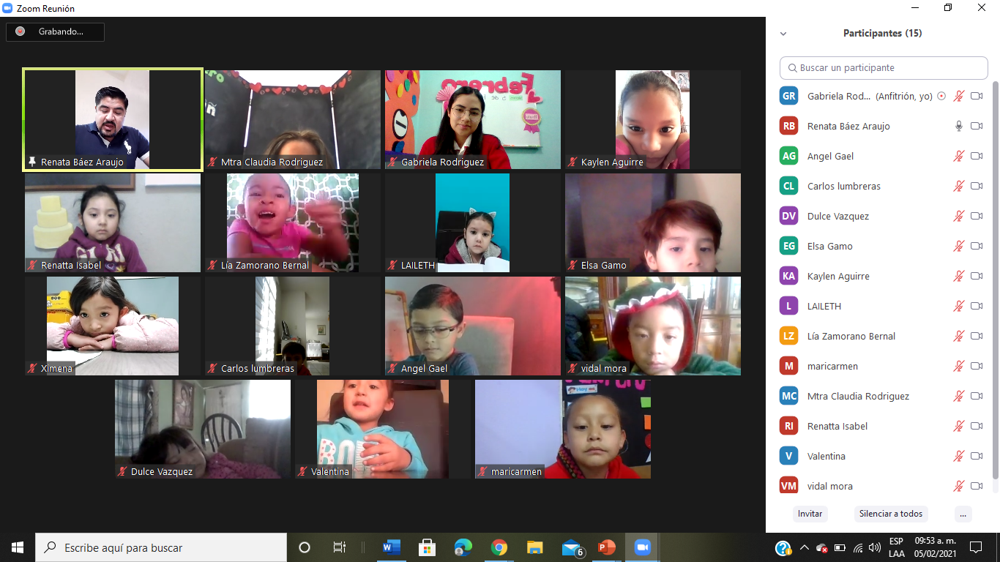 Zoom Reunión
Grabando...
Renata Báez Araujo
Mtra Claudia Rodriguez
Febrero
Gabriela Rodríguez
Kaylen Aguirre
Renatta Isabel
Lía Zamorano Bernal
LAILETH
Elsa Gamo
Ximena
Carlos lumbreras
Angel Gael
vidal mora
Dulce Vazquez
Valentina
maricarmen
Participantes (15)
Buscar un participante
GR Gabriela Rod... (Anfitrión, yo)
RB Renata Báez Araujo
AG Angel Gael
CL Carlos lumbreras
DV Dulce Vazquez
EG Elsa Gamo
KA Kaylen Aguirre
L LAILETH
LZ Lía Zamorano Bernal
M maricarmen
MC Mtra Claudia Rodriguez
RI Renatta Isabel
V Valentina
VM vidal mora
Invitar
Silenciar a todos
...
Escribe aquí para buscar
6
ESP
LAA
09:53 a. m.
05/02/2021